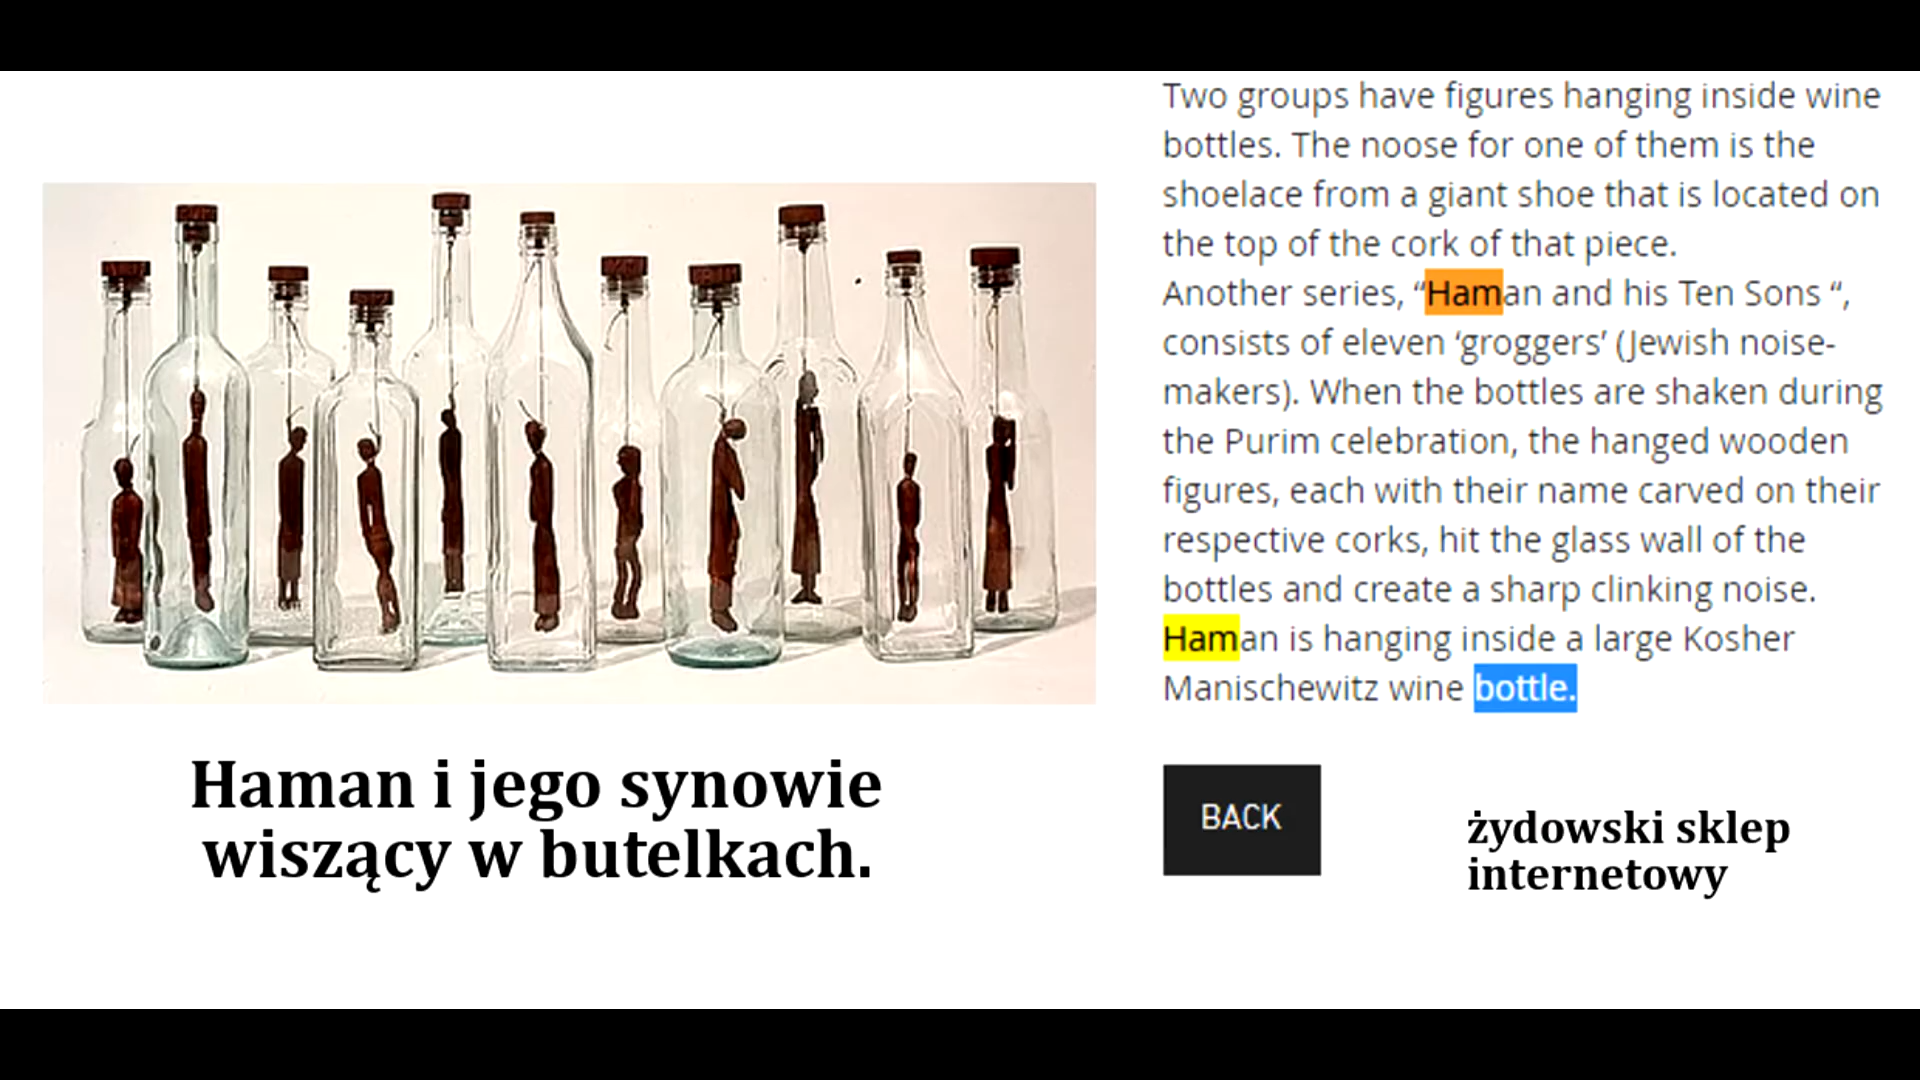 Two groups have figures hanging inside wine
bottles. The noose for one of them is the
shoelace from a giant shoe that is located on
the top of the cork of that piece.
Another series, “Haman and his Ten Sons “,
consists of eleven ‘groggers’ (Jewish noise-
makers). When the bottles are shaken during
the Purim celebration, the hanged wooden
figures, each with their name carved on their
respective corks, hit the glass wall of the
bottles and create a sharp clinking noise.
Haman is hanging inside a large Kosher
Manischewitz wine bottle.
Haman i jego synowie
wiszący w butelkach.
BACK
żydowski sklep
internetowy